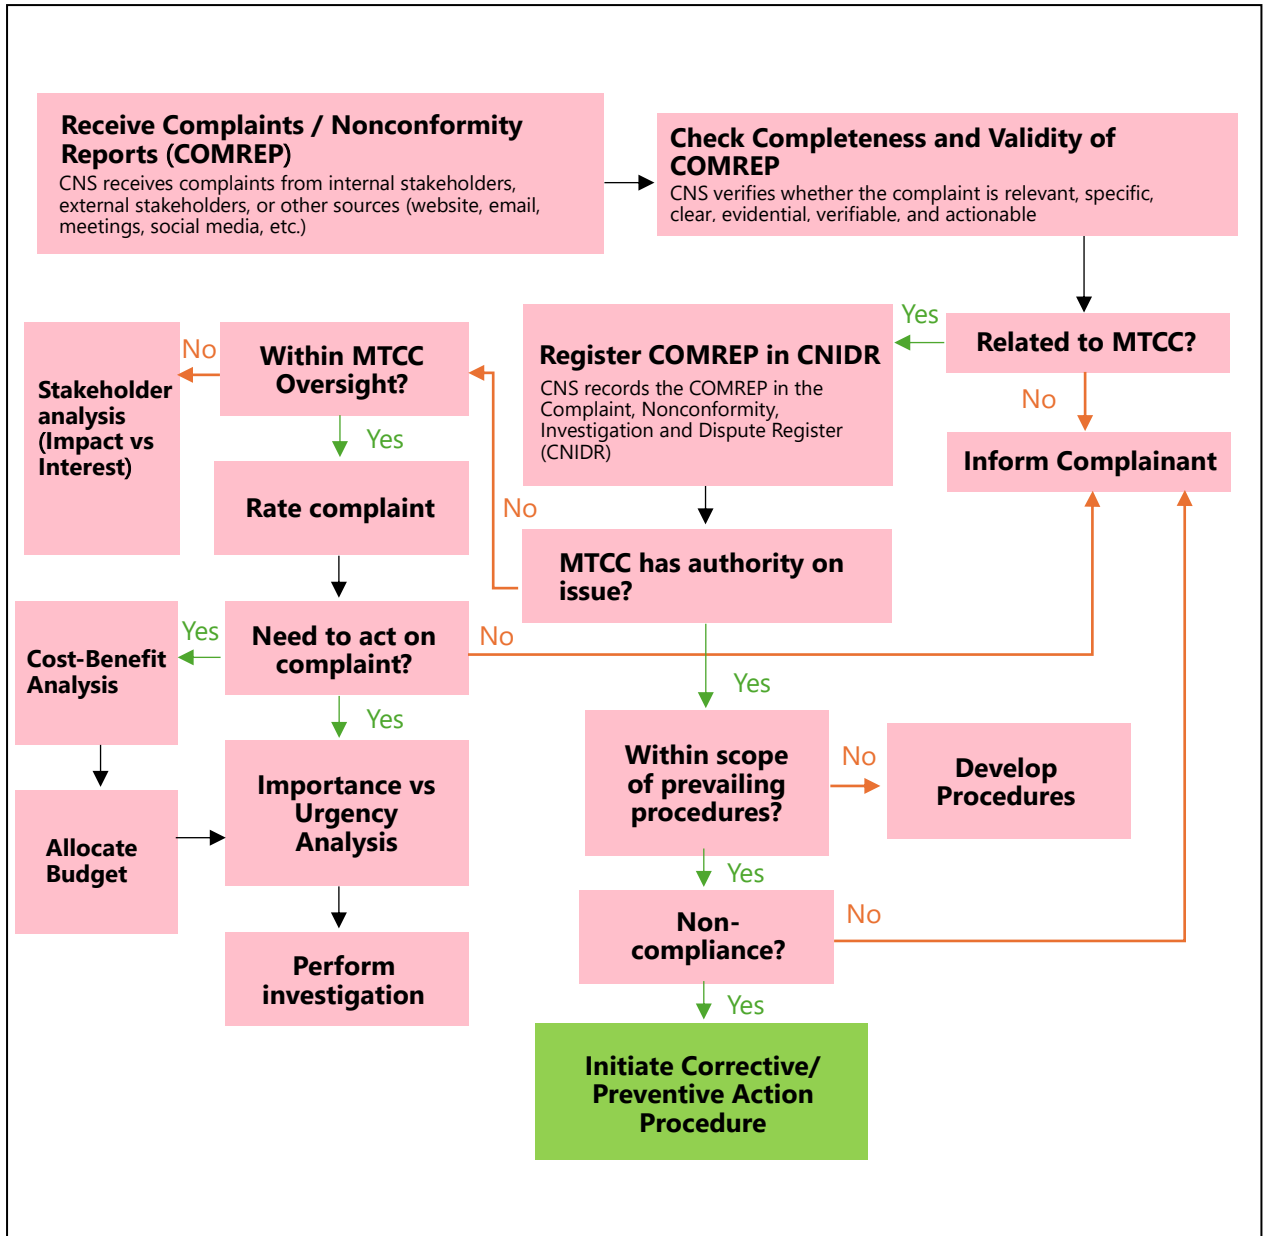 Receive Complaints / Nonconformity
Reports (COMREP)
CNS receives complaints from internal stakeholders,
external stakeholders, or other sources (website, email,
meetings, social media, etc.)
Check Completeness and Validity of
COMREP
CNS verifies whether the complaint is relevant, specific,
clear, evidential, verifiable, and actionable
Related to MTCC?
Yes
No
Inform Complainant
Register COMREP in CNIDR
CNS records the COMREP in the
Complaint, Nonconformity,
Investigation and Dispute Register
(CNIDR)
MTCC has authority on
issue?
No
Yes
Within MTCC
Oversight?
No
Yes
Stakeholder
analysis
(Impact vs
Interest)
Rate complaint
Need to act on
complaint?
No
Yes
Yes
Cost-Benefit
Analysis
Allocate
Budget
Importance vs
Urgency
Analysis
Perform
investigation
Within scope
of prevailing
procedures?
No
Yes
Develop
Procedures
Non-
compliance?
No
Yes
Initiate Corrective/
Preventive Action
Procedure